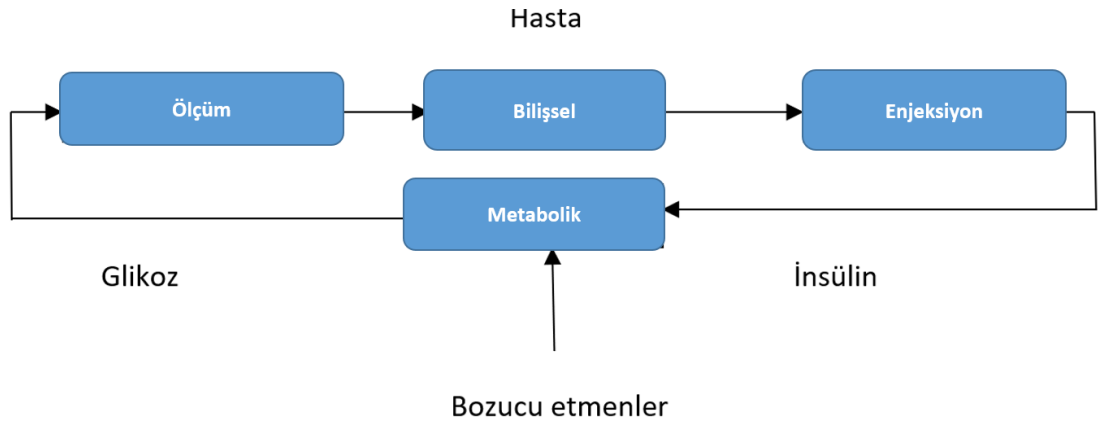 Hasta
Ölçüm
Bilişsel
Enjeksiyon
Metabolik
Glikoz
İnsülin
Bozucu etmenler